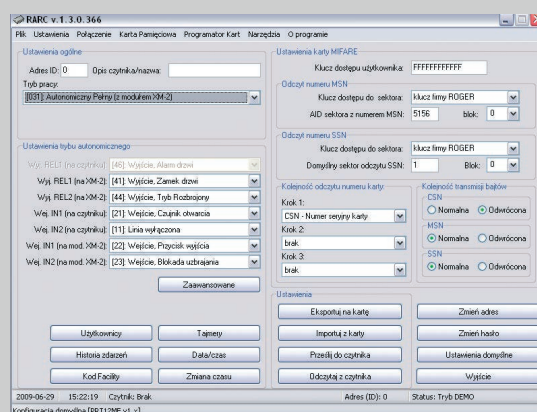 RARC v.1.3.0.366
Plik Ustawienia Połączenie Karta Pamięciowa Programator Kart Narzędzia O programie
Ustawienia ogólne
Adres ID: 0 Opis czytnika/nazwa:
Tryb pracy:
[031]: Autonomiczny Pełny (z modułem XM-2)
Ustawienia trybu autonomicznego
Wyj. REL1 (na czytniku): [46]: Wyjście, Alarm drzwi
Wyj. REL1 (na XM-2): [41]: Wyjście, Zamek drzwi
Wyj. REL2 (na XM-2): [44]: Wyjście, Tryb Rozbrojony
Wej. IN1 (na czytniku): [21]: Wejście, Czujnik otwarcia
Wej. IN2 (na czytniku): [11]: Linia wyłączona
Wej. IN1 (na mod. XM-2): [22]: Wejście, Przycisk wyjścia
Wej. IN2 (na mod. XM-2): [23]: Wejście, Blokada uzbrajania
Zaawansowane
Użytkownicy Tajmery
Historia zdarzeń Data/czas
Kod Facility Zmiana czasu
Ustawienia karty MIFARE
Klucz dostępu użytkownika: FFFFFFFFFFFF
Odczyt numeru MSN
Klucz dostępu do sektora: klucz firmy ROGER
AID sektora z numerem MSN: 5156 blok: 0
Odczyt numeru SSN
Klucz dostępu do sektora: klucz firmy ROGER
Domyślny sektor odczytu SSN: 1 Blok: 0
Kolejność odczytu numeru karty:
Krok 1:
CSN - Numer seryjny karty
Krok 2:
brak
Krok 3:
brak
Kolejność transmisji bajtów
CSN
Normalna Odwrócona
MSN
Normalna Odwrócona
SSN
Normalna Odwrócona
Ustawienia
Eksportuj na kartę Zmień adres
Importuj z karty Zmień hasło
Prześlij do czytnika Ustawienia domyślne
Odczytaj z czytnika Wyjście
2009-06-29 15:22:19 Czytnik: Brak Adres (ID): 0 Status: Tryb DEMO
Konfiguracja domyślna [PRT12MF v1.x]